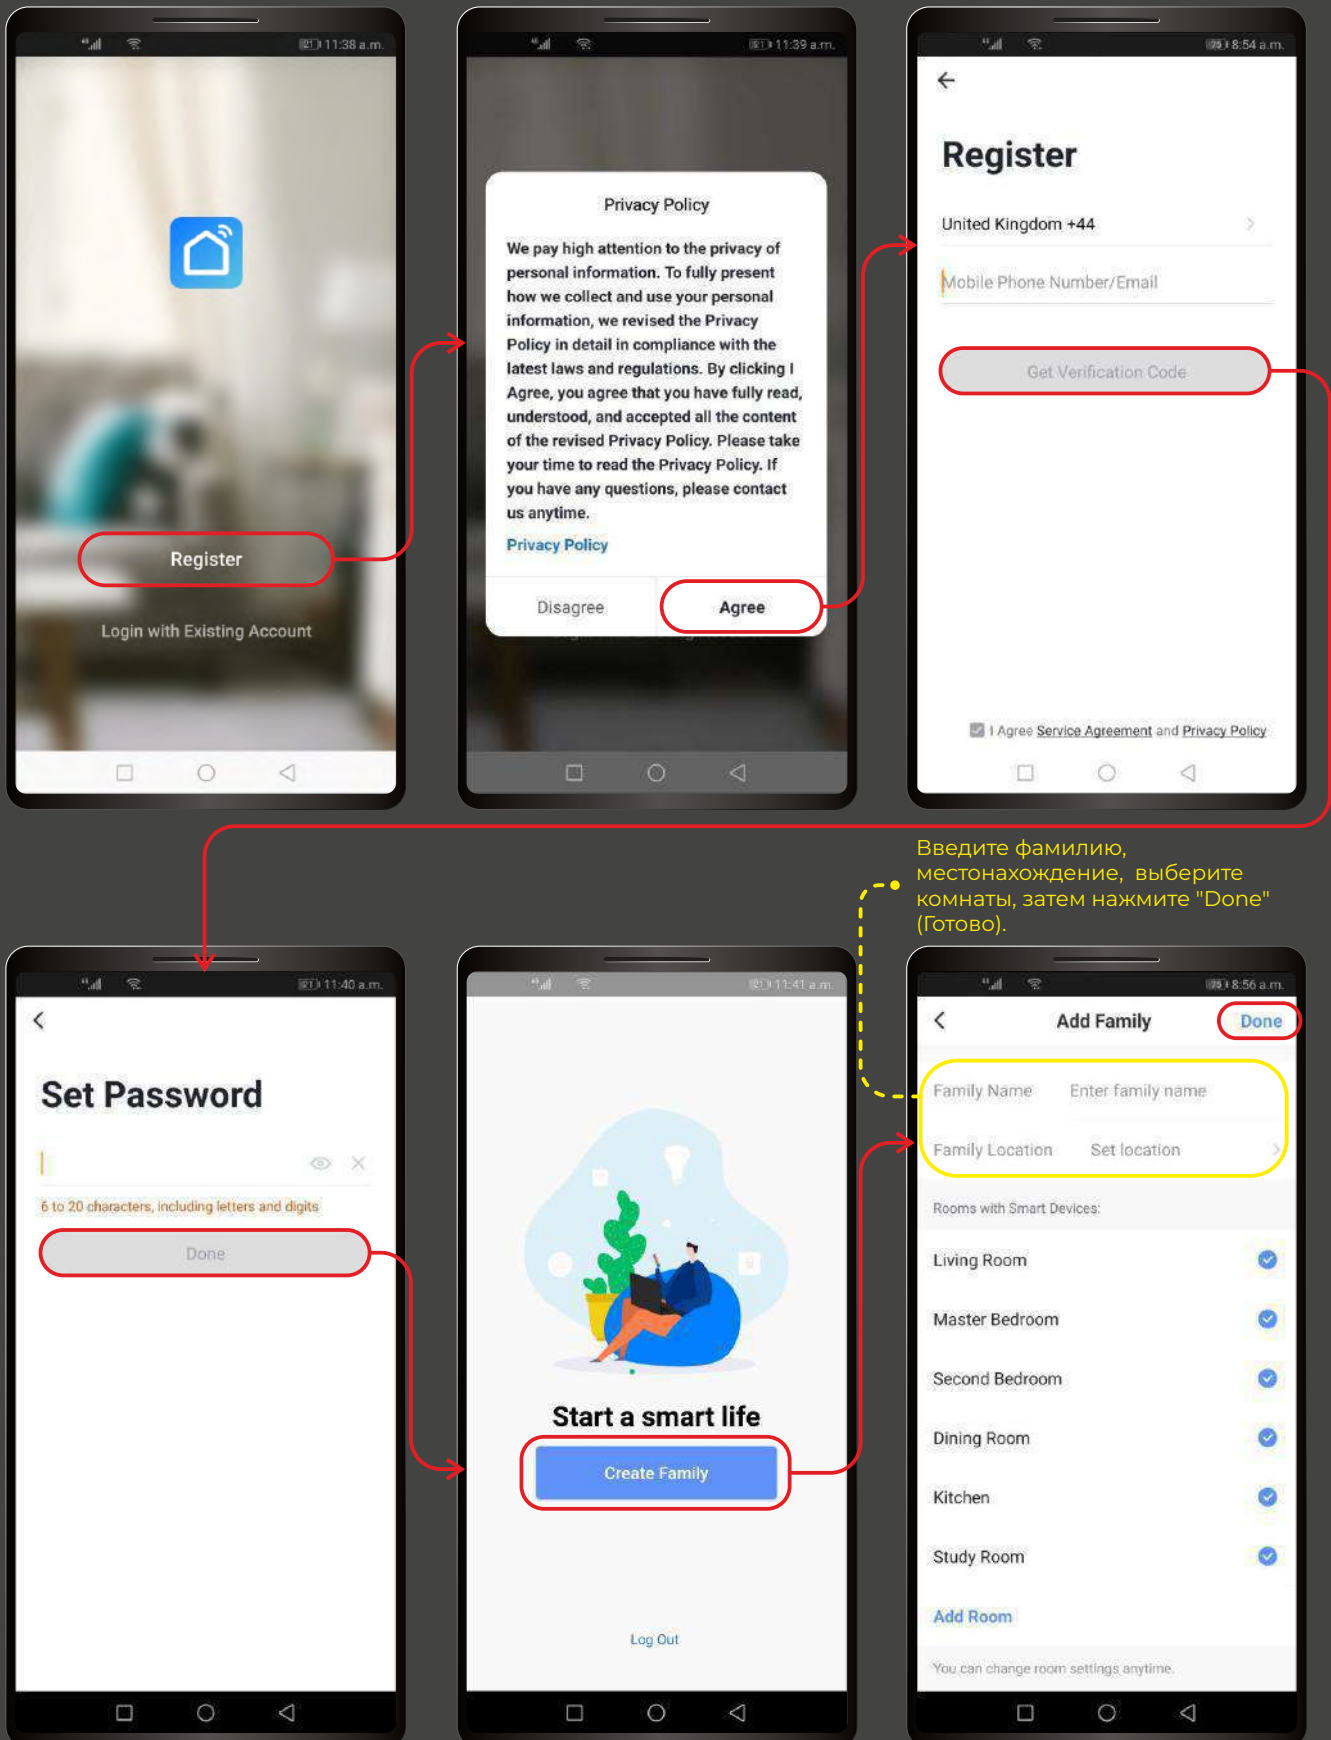 11:38 a.m.
Register
Login with Existing Account
11:39 a.m.
Privacy Policy
We pay high attention to the privacy of
personal information. To fully present
how we collect and use your personal
information, we revised the Privacy
Policy in detail in compliance with the
latest laws and regulations. By clicking I
Agree, you agree that you have fully read,
understood, and accepted all the content
of the revised Privacy Policy. Please take
your time to read the Privacy Policy. If
you have any questions, please contact
us anytime.
Privacy Policy
Disagree
Agree
8:54 a.m.
Register
United Kingdom +44
Mobile Phone Number/Email
Get Verification Code
I Agree Service Agreement and Privacy Policy
Введите фамилию,
местонахождение, выберите
комнаты, затем нажмите "Done"
(Готово).
11:40 a.m.
Set Password
6 to 20 characters, including letters and digits
Done
11:41 a.m.
Start a smart life
Create Family
Log Out
8:56 a.m.
Add Family
Done
Family Name Enter family name
Family Location Set location
Rooms with Smart Devices:
Living Room
Master Bedroom
Second Bedroom
Dining Room
Kitchen
Study Room
Add Room
You can change room settings anytime.